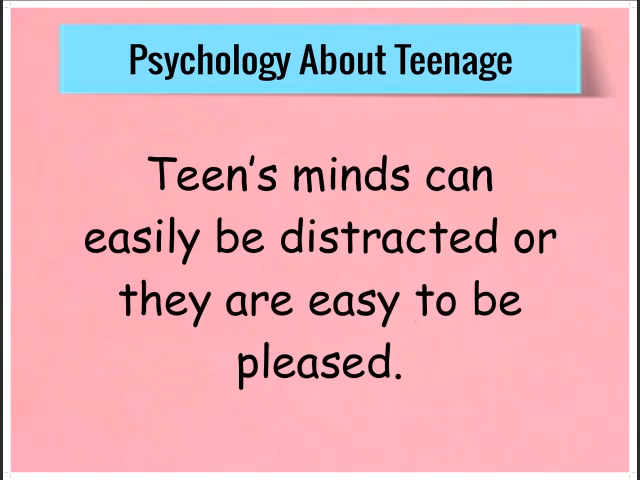 Psychology About Teenage
Teen's minds can
easily be distracted or
they are easy to be
pleased.